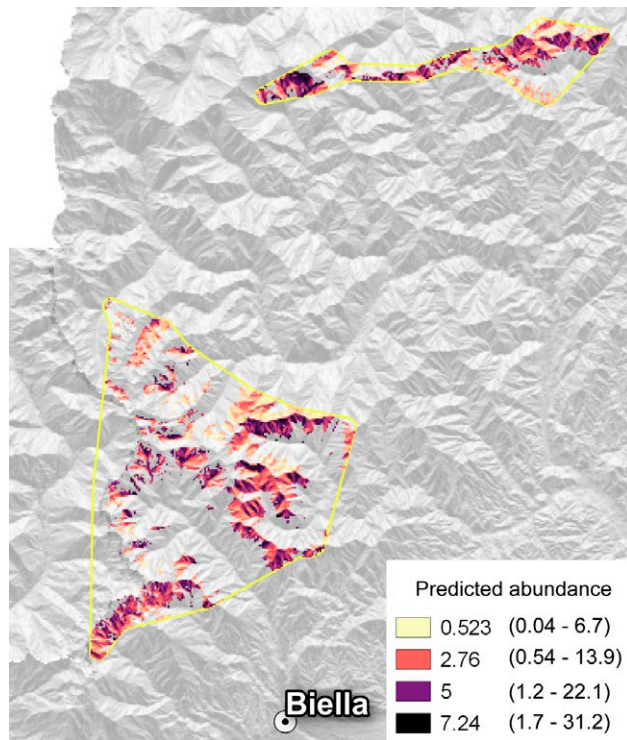 Predicted abundance
0.523 (0.04 - 6.7)
2.76 (0.54 - 13.9)
5 (1.2 - 22.1)
7.24 (1.7 - 31.2)
Biella